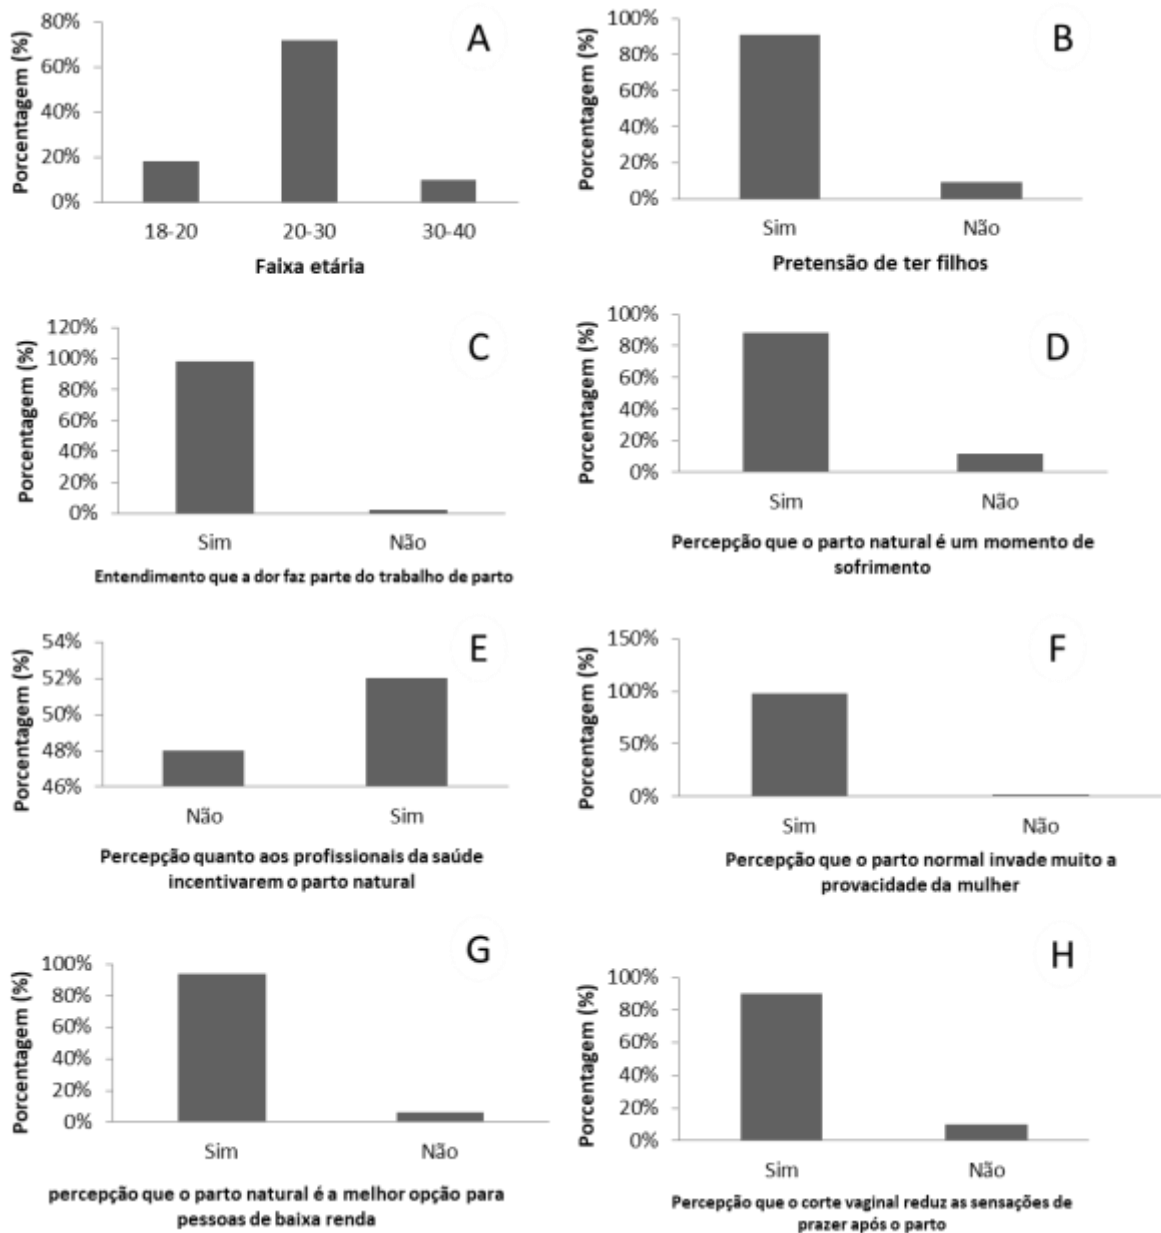 A
Porcentagem (%)
80%
60%
40%
20%
0%
18-20 20-30 30-40
Faixa etária
B
Porcentagem (%)
100%
80%
60%
40%
20%
0%
Sim Não
Pretensão de ter filhos
C
Porcentagem (%)
120%
100%
80%
60%
40%
20%
0%
Sim Não
Entendimento que a dor faz parte do trabalho de parto
D
Porcentagem (%)
100%
80%
60%
40%
20%
0%
Sim Não
Percepção que o parto natural é um momento de
sofrimento
E
Porcentagem (%)
54%
52%
50%
48%
46%
Não Sim
Percepção quanto aos profissionais da saúde
incentivarem o parto natural
F
Porcentagem (%)
150%
100%
50%
0%
Sim Não
Percepção que o parto normal invade muito a
provacidade da mulher
G
Porcentagem (%)
100%
80%
60%
40%
20%
0%
Sim Não
percepção que o parto natural é a melhor opção para
pessoas de baixa renda
H
Porcentagem (%)
100%
80%
60%
40%
20%
0%
Sim Não
Percepção que o corte vaginal reduz as sensações de
prazer após o parto